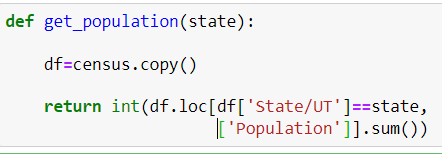 def get_population(state):
df=census.copy()
return int(df.loc[df['State/UT']==state,
['Population']].sum())